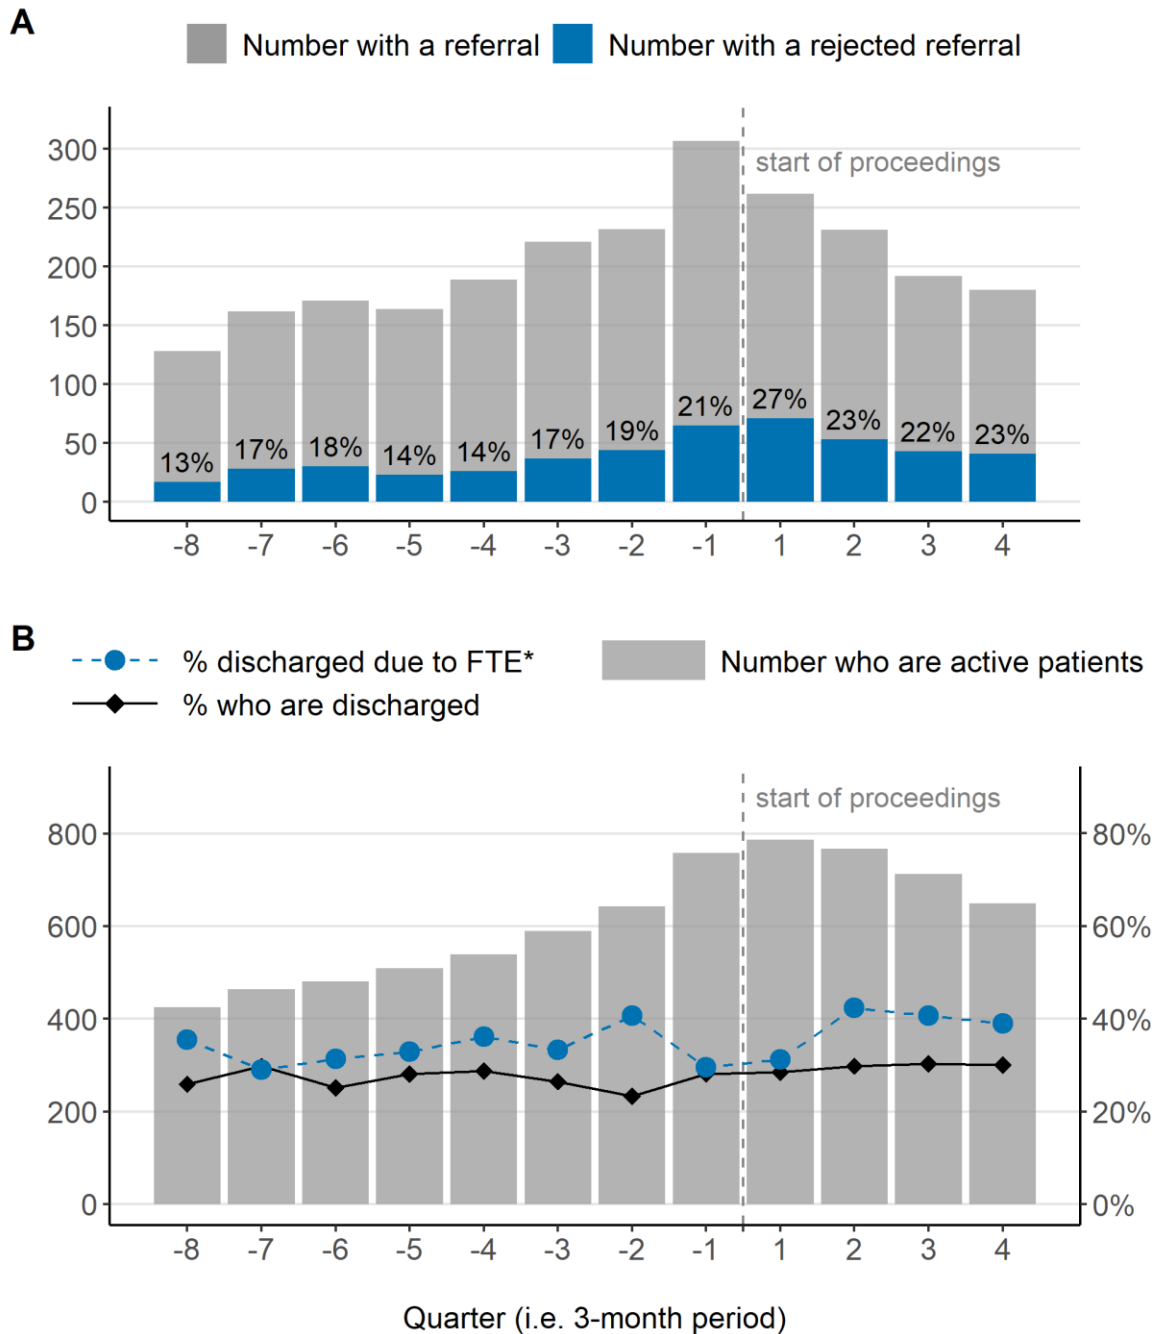 A
Number with a referral Number with a rejected referral
300
250
200
150
100
50
0
start of proceedings
13% 17% 18% 14% 14% 17% 19% 21% 27% 23% 22% 23%
-8 -7 -6 -5 -4 -3 -2 -1 1 2 3 4
B
% discharged due to FTE* Number who are active patients
% who are discharged
start of proceedings
800 80%
600 60%
400 40%
200 20%
0 0%
-8 -7 -6 -5 -4 -3 -2 -1 1 2 3 4
Quarter (i.e. 3-month period)